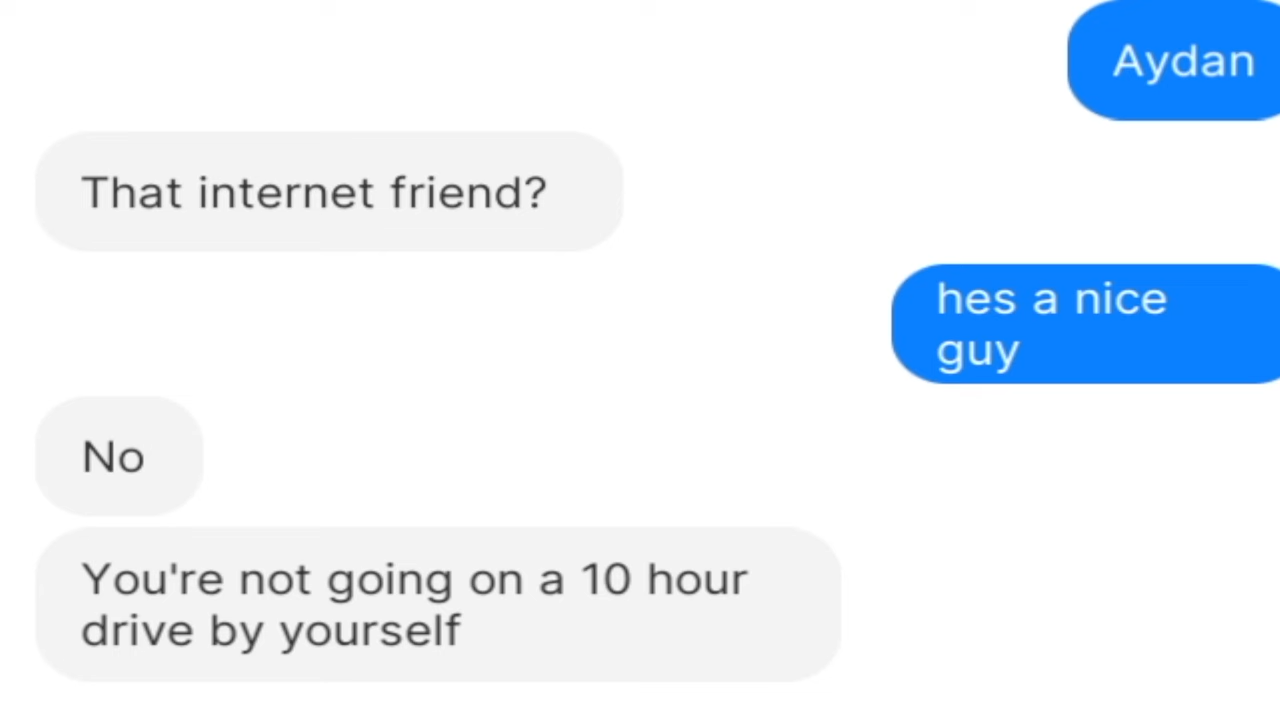 Aydan
That internet friend?
hes a nice
guy
No
You're not going on a 10 hour
drive by yourself